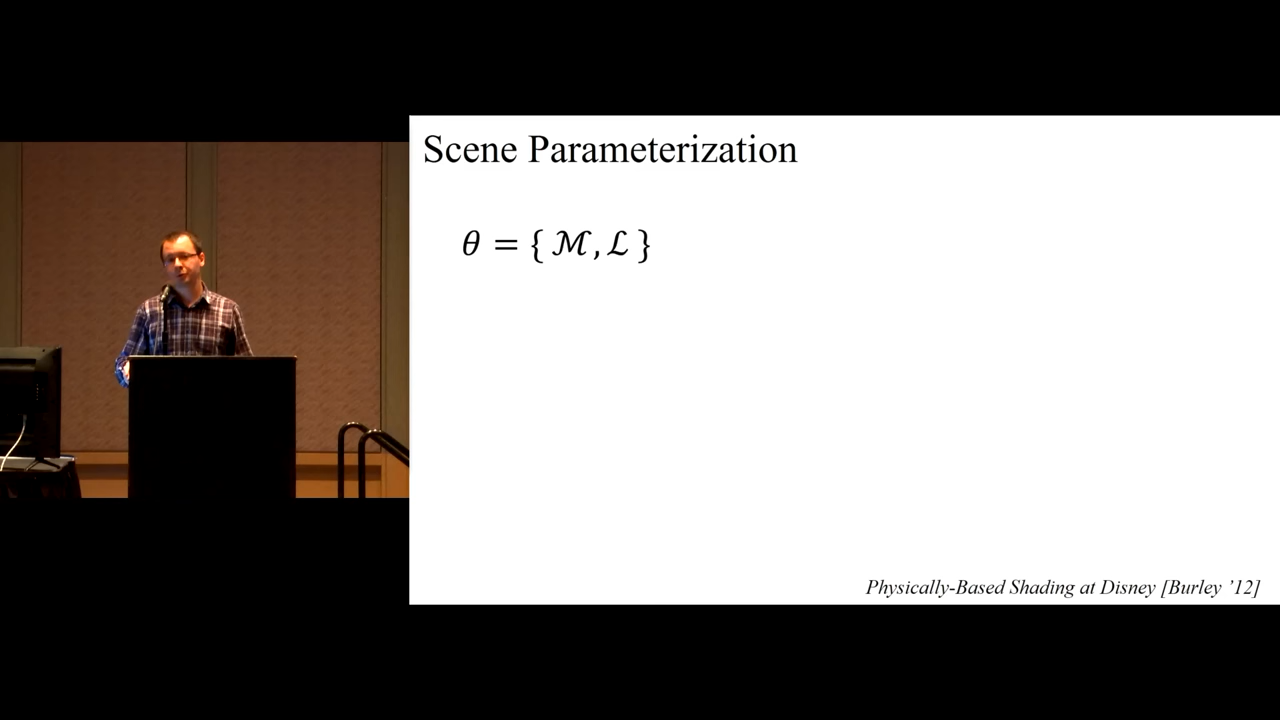 Scene Parameterization
θ = { ℳ, ℒ }
Physically-Based Shading at Disney [Burley ’12]